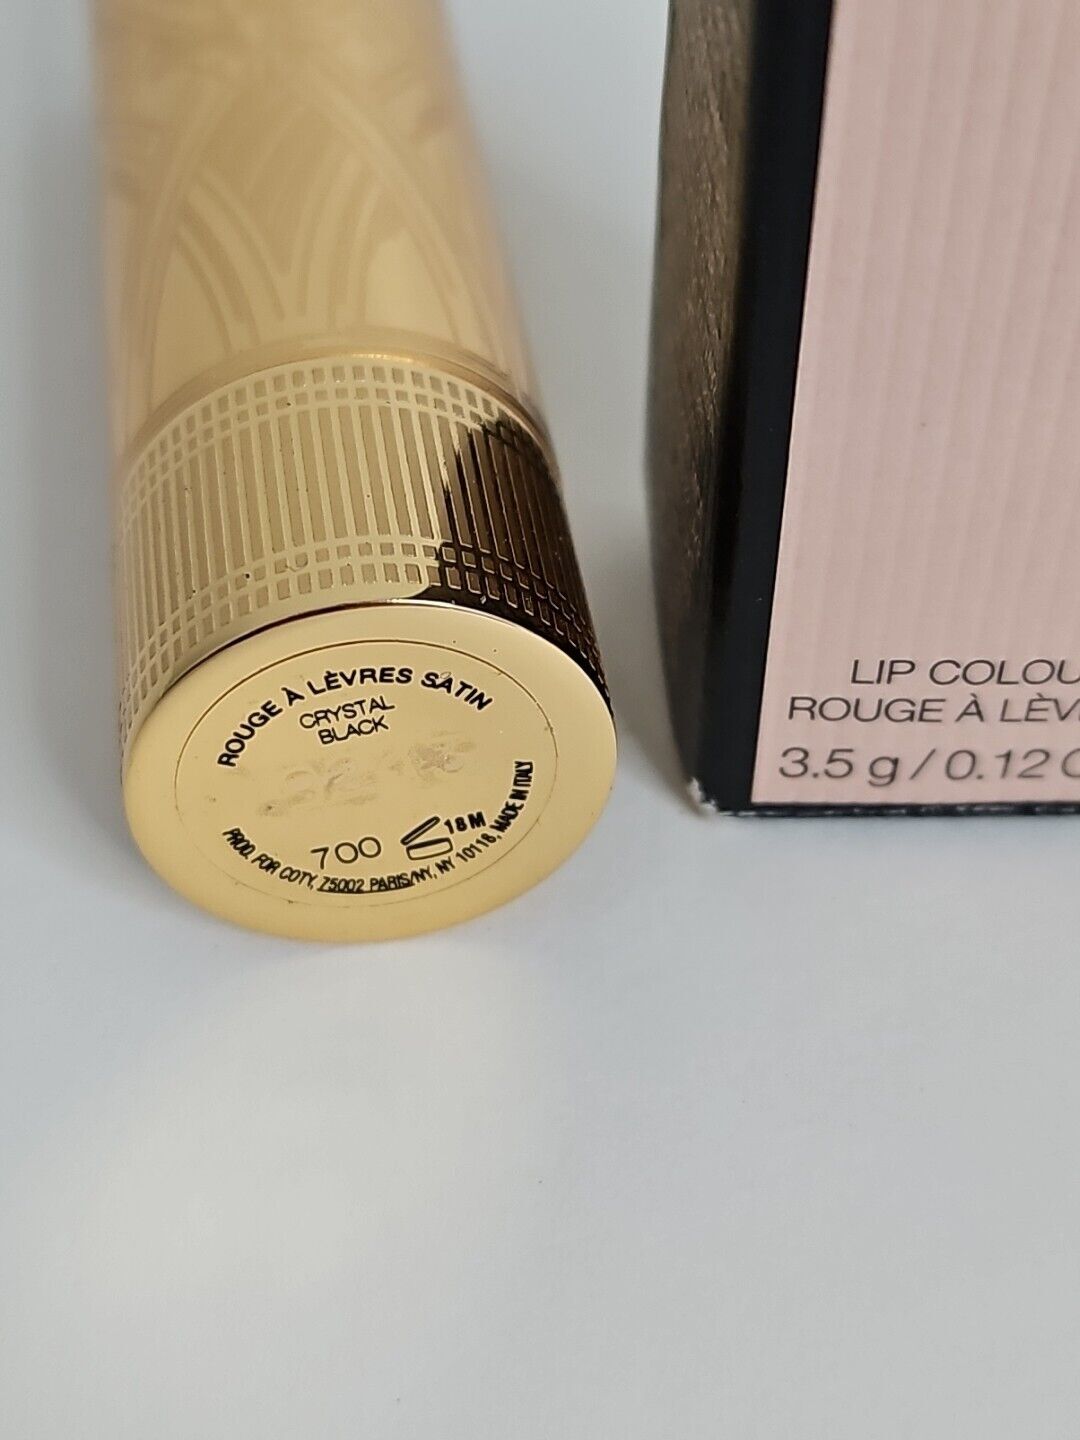 ROUGE À LÈVRES SATIN
CRYSTAL
BLACK
700
18M
PROD. FOR COTY, 75002 PARIS/NY, NY 10118, MADE IN ITALY
LIP COLOU
ROUGE À LÈV
3.5 g / 0.12